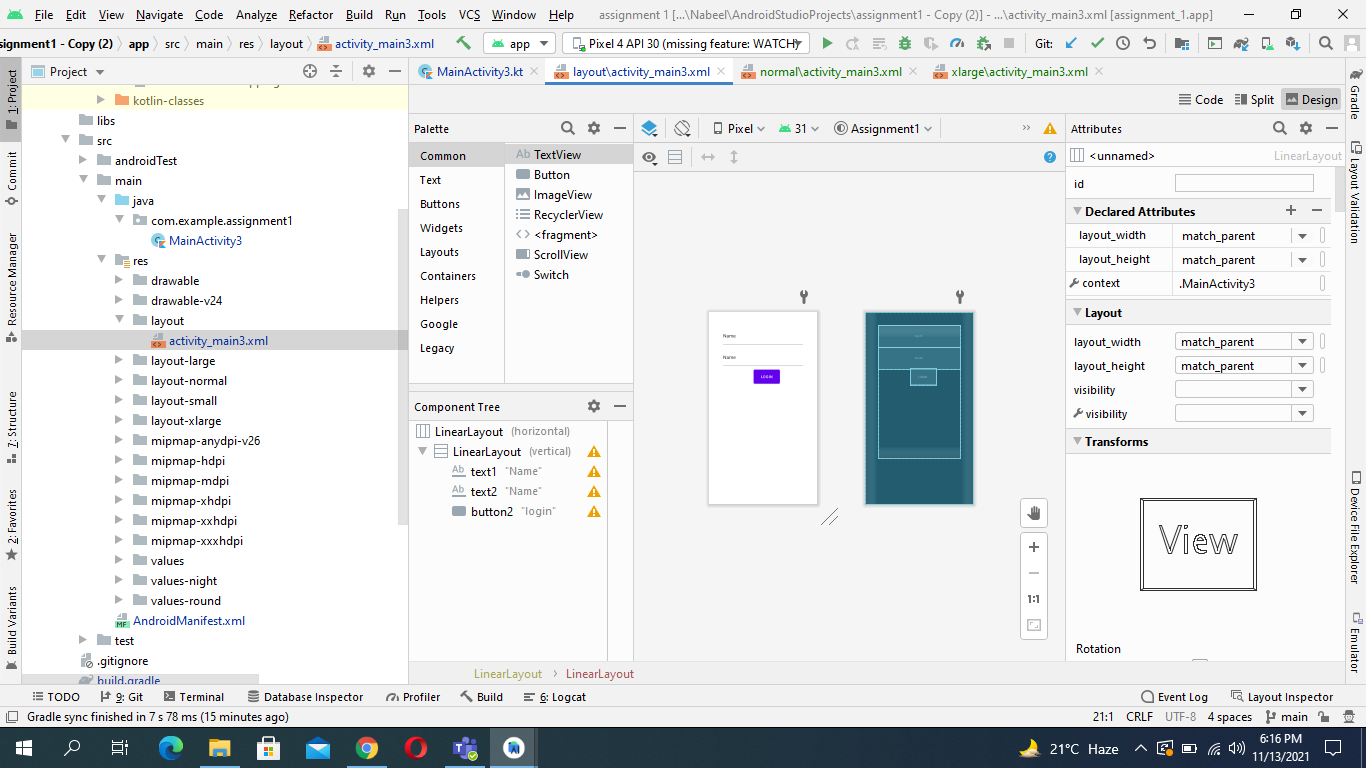 File Edit View Navigate Code Analyze Refactor Build Run Tools VCS Window Help assignment 1 [...\Nabeel\AndroidStudioProjects\assignment1 - Copy (2)] - ...\activity_main3.xml [assignment_1.app]
signment1 - Copy (2) app src main res layout activity_main3.xml app Pixel 4 API 30 (missing feature: WATCH) Git:
Project
MainActivity3.kt layout\activity_main3.xml normal\activity_main3.xml xlarge\activity_main3.xml
Code Split Design
1: Project
Commit
Resource Manager
7: Structure
2: Favorites
Build Variants
kotlin-classes
libs
src
androidTest
main
java
com.example.assignment1
MainActivity3
res
drawable
drawable-v24
layout
activity_main3.xml
layout-large
layout-normal
layout-small
layout-xlarge
mipmap-anydpi-v26
mipmap-hdpi
mipmap-mdpi
mipmap-xhdpi
mipmap-xxhdpi
mipmap-xxxhdpi
values
values-night
values-round
AndroidManifest.xml
test
.gitignore
build.gradle
Palette
Common
Text
Buttons
Widgets
Layouts
Containers
Helpers
Google
Legacy
Ab TextView
Button
ImageView
RecyclerView
<fragment>
ScrollView
Switch
Component Tree
LinearLayout (horizontal)
LinearLayout (vertical)
Ab text1 "Name"
Ab text2 "Name"
button2 "login"
Pixel 31 Assignment1 »
Name
Name
LOGIN
1:1
LinearLayout › LinearLayout
Attributes
<unnamed> LinearLayout
id
Declared Attributes
layout_width match_parent
layout_height match_parent
context .MainActivity3
Layout
layout_width match_parent
layout_height match_parent
visibility
visibility
Transforms
View
Rotation
Gradle
Layout Validation
Device File Explorer
Emulator
TODO 9: Git Terminal Database Inspector Profiler Build 6: Logcat Event Log Layout Inspector
Gradle sync finished in 7 s 78 ms (15 minutes ago) 21:1 CRLF UTF-8 4 spaces main
21°C Haze 6:16 PM
11/13/2021